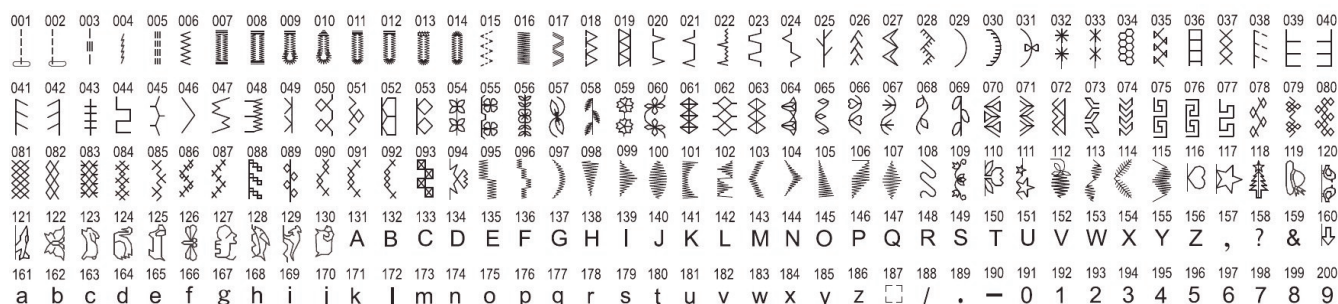 001 002 003 004 005 006 007 008 009 010 011 012 013 014 015 016 017 018 019 020 021 022 023 024 025 026 027 028 029 030 031 032 033 034 035 036 037 038 039 040
041 042 043 044 045 046 047 048 049 050 051 052 053 054 055 056 057 058 059 060 061 062 063 064 065 066 067 068 069 070 071 072 073 074 075 076 077 078 079 080
081 082 083 084 085 086 087 088 089 090 091 092 093 094 095 096 097 098 099 100 101 102 103 104 105 106 107 108 109 110 111 112 113 114 115 116 117 118 119 120
121 122 123 124 125 126 127 128 129 130 131 132 133 134 135 136 137 138 139 140 141 142 143 144 145 146 147 148 149 150 151 152 153 154 155 156 157 158 159 160
A B C D E F G H I J K L M N O P Q R S T U V W X Y Z , ? &
161 162 163 164 165 166 167 168 169 170 171 172 173 174 175 176 177 178 179 180 181 182 183 184 185 186 187 188 189 190 191 192 193 194 195 196 197 198 199 200
a b c d e f g h i j k l m n o p q r s t u v w x y z / . – 0 1 2 3 4 5 6 7 8 9